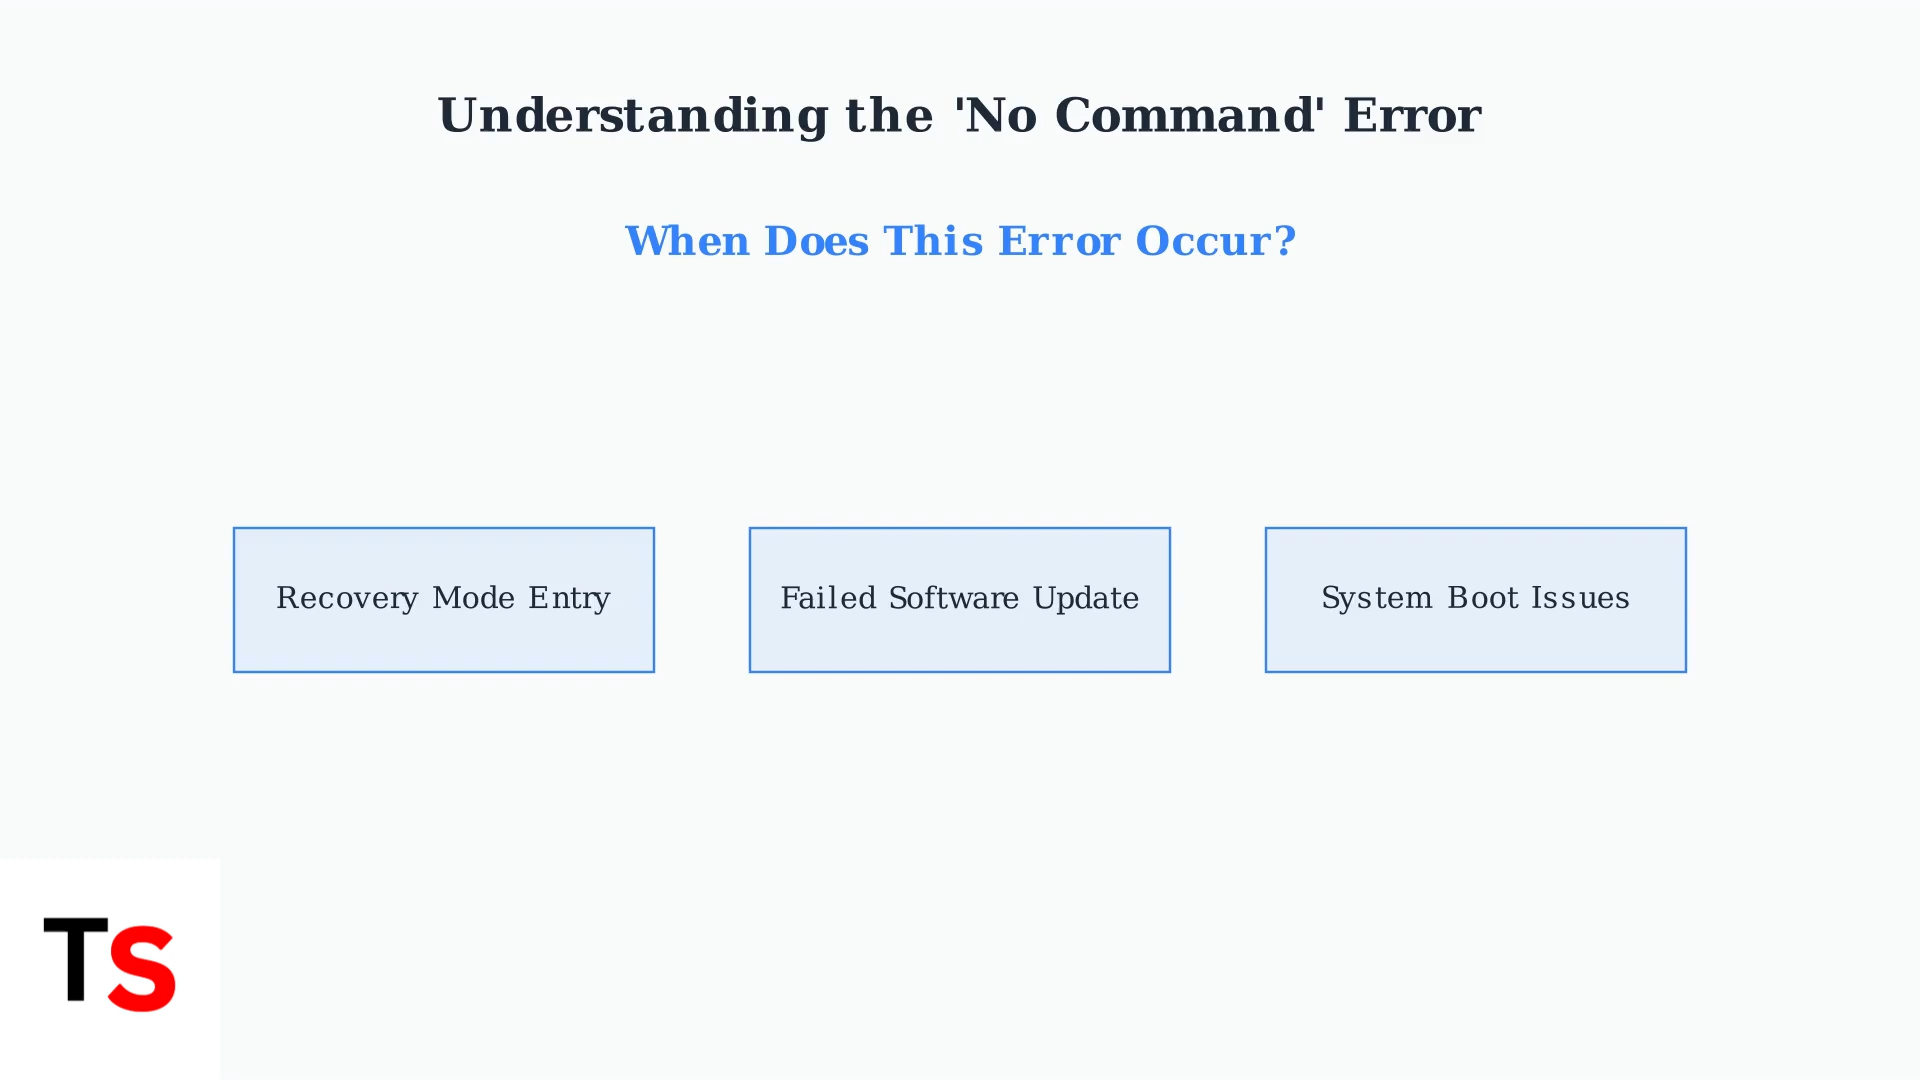 Understanding the 'No Command' Error
When Does This Error Occur?
Recovery Mode Entry
Failed Software Update
System Boot Issues
TS